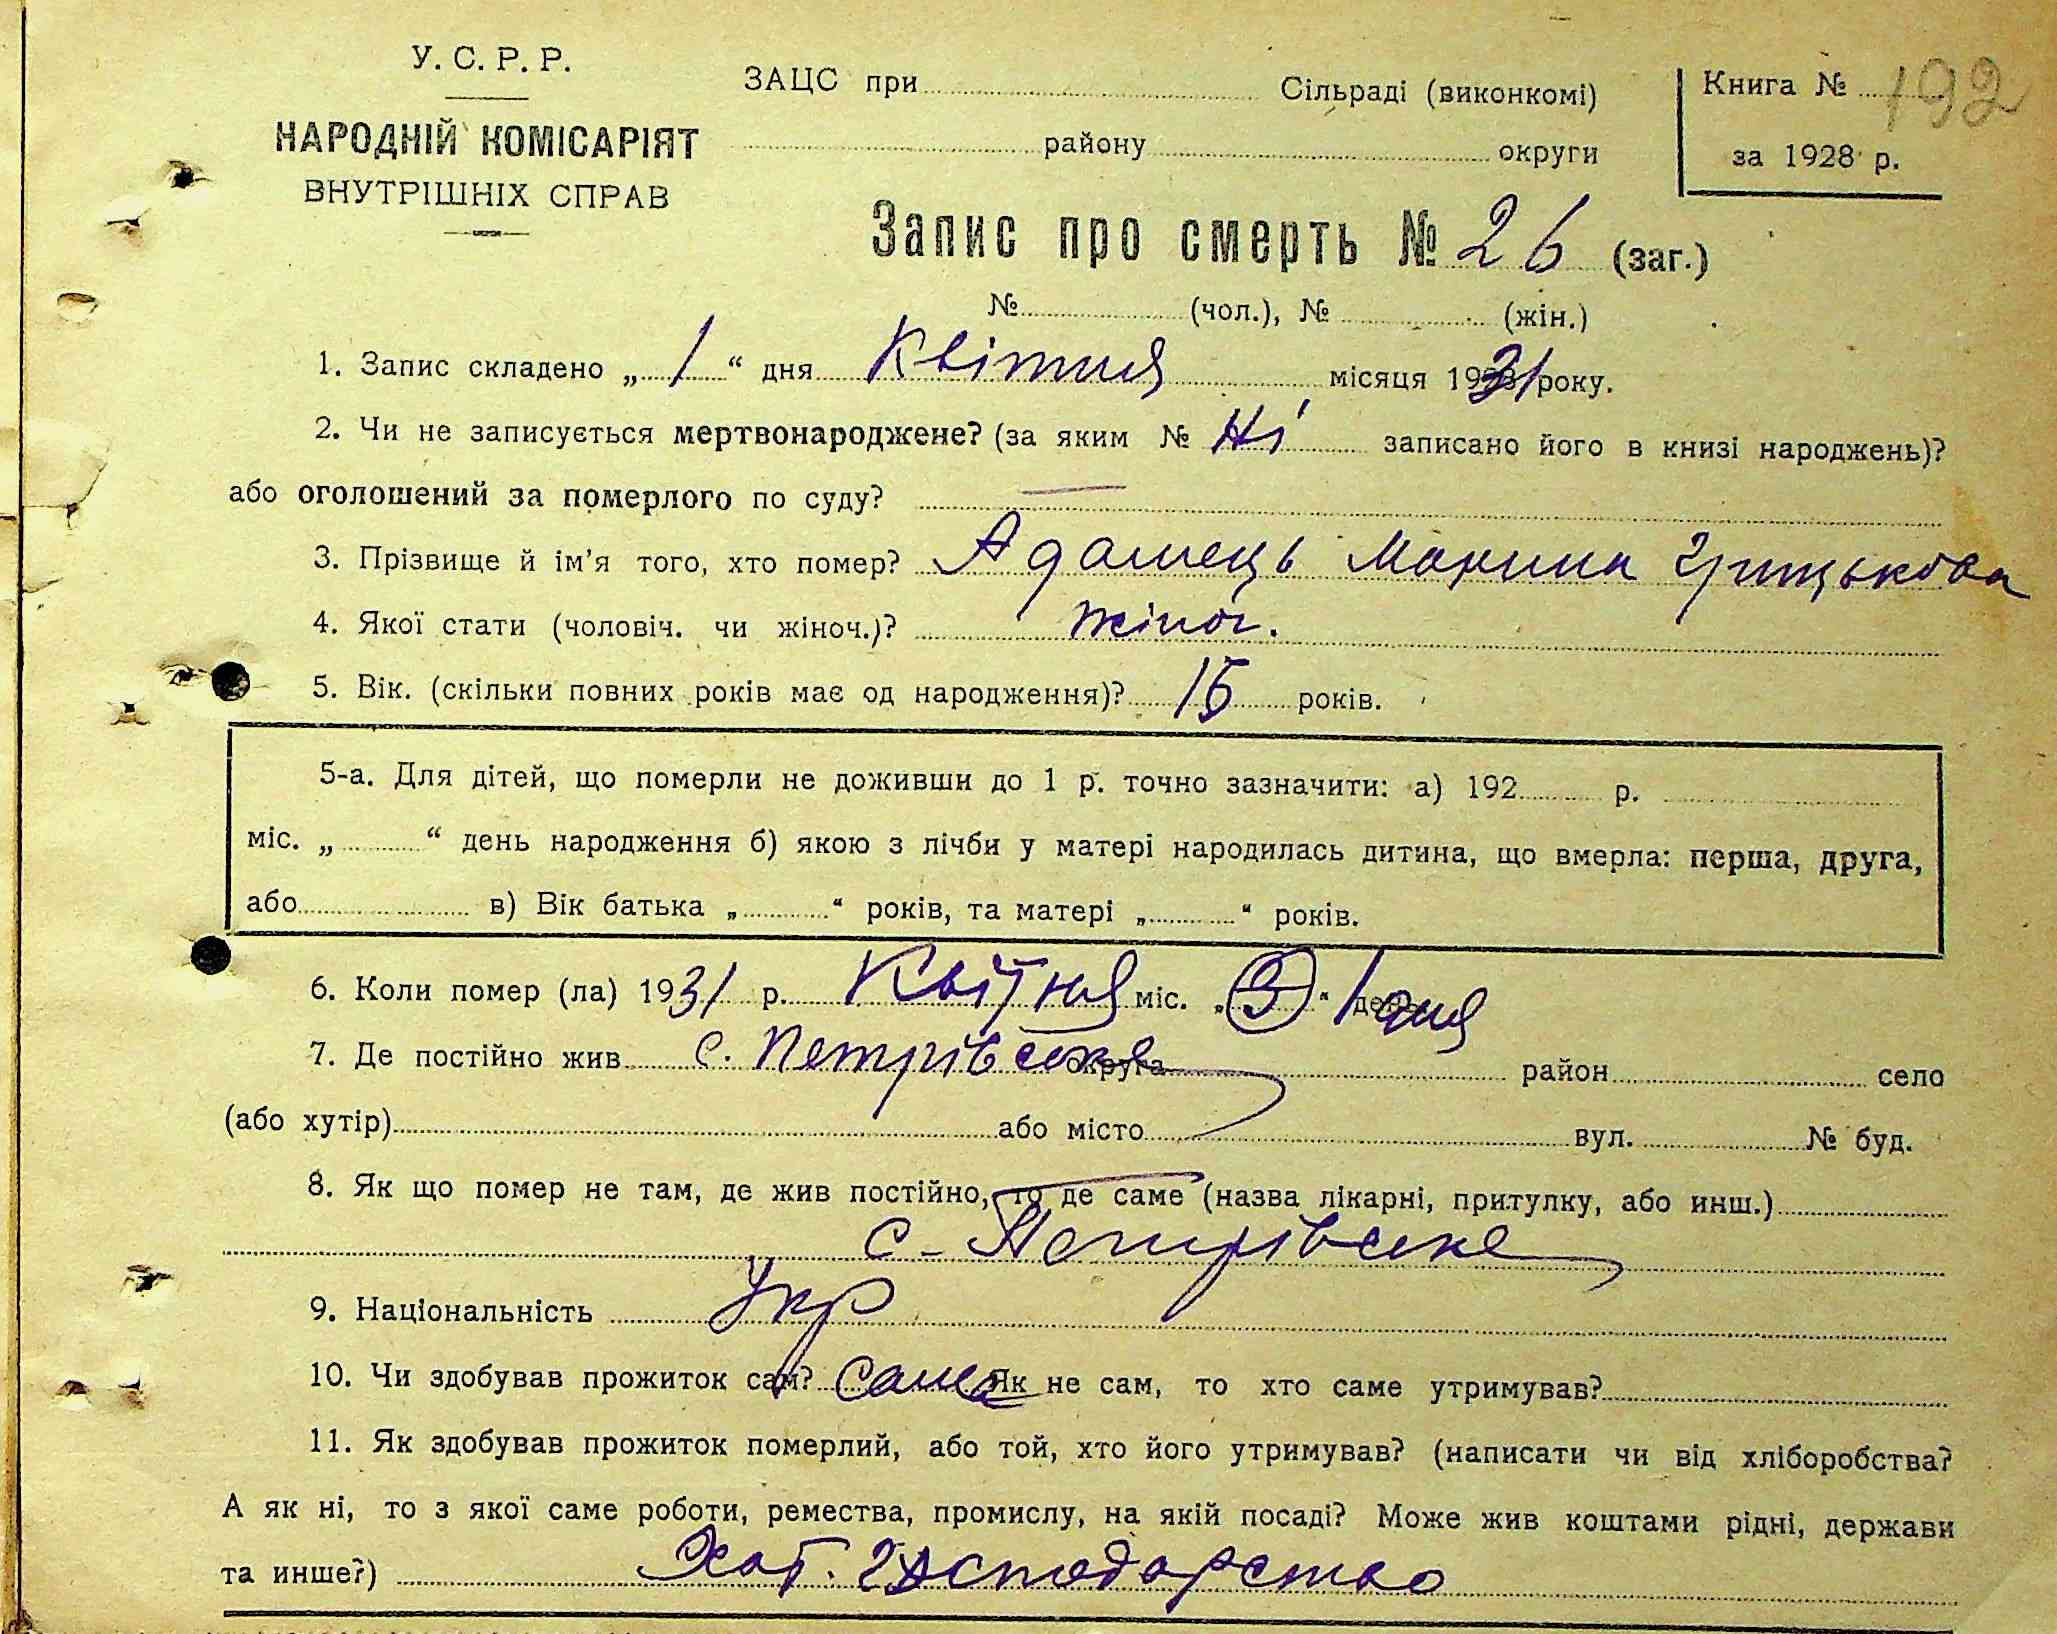 У. С. Р. Р.
НАРОДНІЙ КОМІСАРІЯТ
ВНУТРІШНІХ СПРАВ
ЗАЦС при Сільраді (виконкомі)
району округи
Книга № 192
за 1928 р.
Запис про смерть № 26 (заг.)
№ (чол.), № (жін.)
1. Запис складено „ 1 “ дня Квітня місяця 1931 року.
2. Чи не записується мертвонароджене? (за яким № Ні записано його в книзі народжень)?
або оголошений за померлого по суду? —
3. Прізвище й ім’я того, хто помер? Адамець Марина Грицькова
4. Якої стати (чоловіч. чи жіноч.)? жіноч.
5. Вік. (скільки повних років має од народження)? 15 років.
5-а. Для дітей, що померли не доживши до 1 р. точно зазначити: а) 192 р.
міс. „ “ день народження б) якою з лічби у матері народилась дитина, що вмерла: перша, друга,
або в) Вік батька „ “ років, та матері „ “ років.
6. Коли помер (ла) 1931 р. Квітня міс. „ “ 1 дня
7. Де постійно жив с. Петрівське округа район село
(або хутір) або місто вул. № буд.
8. Як що помер не там, де жив постійно, то де саме (назва лікарні, притулку, або инш.)
с - Петрівське
9. Національність Укр
10. Чи здобував прожиток сам? сама Як не сам, то хто саме утримував?
11. Як здобував прожиток померлий, або той, хто його утримував? (написати чи від хліборобства?
А як ні, то з якої саме роботи, ремества, промислу, на якій посаді? Може жив коштами рідні, держави
та инше?) Хат. господарство